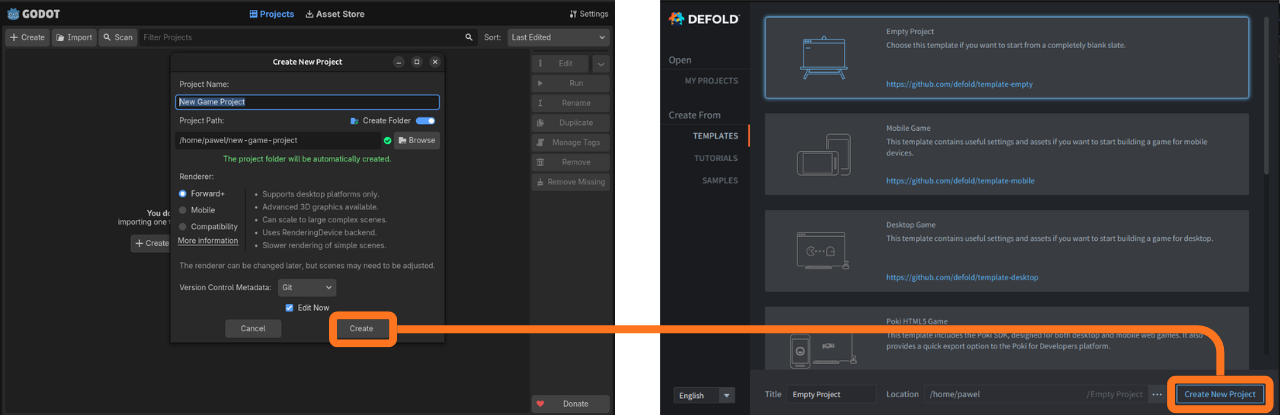 GODOT
Projects
Asset Store
Settings
Create
Import
Scan
Filter Projects
Sort:
Last Edited
Create New Project
Project Name:
New Game Project
Project Path:
Create Folder
/home/pawel/new-game-project
Browse
The project folder will be automatically created.
Renderer:
Forward+
Mobile
Compatibility
More information
• Supports desktop platforms only.
• Advanced 3D graphics available.
• Can scale to large complex scenes.
• Uses RenderingDevice backend.
• Slower rendering of simple scenes.
The renderer can be changed later, but scenes may need to be adjusted.
Version Control Metadata:
Git
Edit Now
Cancel
Create
You do
importing one
Create
Edit
Run
Rename
Duplicate
Manage Tags
Remove
Remove Missing
Donate
DEFOLD
Open
MY PROJECTS
Create From
TEMPLATES
TUTORIALS
SAMPLES
English
Empty Project
Choose this template if you want to start from a completely blank slate.
https://github.com/defold/template-empty
Mobile Game
This template contains useful settings and assets if you want to start building a game for mobile
devices.
https://github.com/defold/template-mobile
Desktop Game
This template contains useful settings and assets if you want to start building a game for desktop.
https://github.com/defold/template-desktop
Poki HTML5 Game
This template includes the Poki SDK, designed for both desktop and mobile web games. It also
provides a quick export option to the Poki for Developers platform.
Title
Empty Project
Location
/home/pawel
/Empty Project
Create New Project